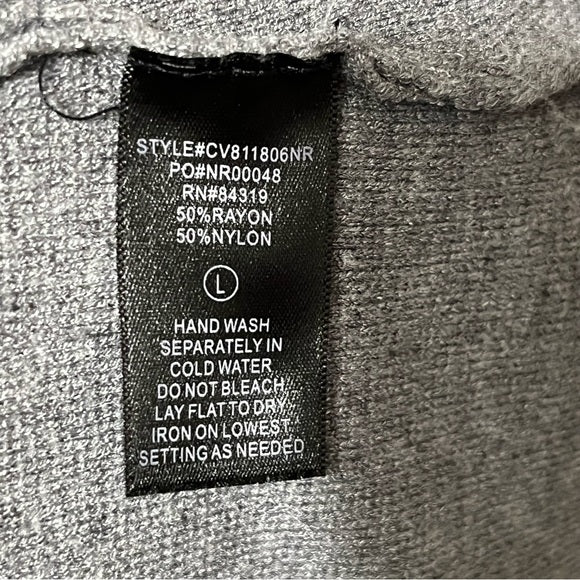 STYLE#CV811806NR
PO#NR00048
RN#84319
50%RAYON
50%NYLON
L
HAND WASH
SEPARATELY IN
COLD WATER
DO NOT BLEACH
LAY FLAT TO DRY
IRON ON LOWEST
SETTING AS NEEDED